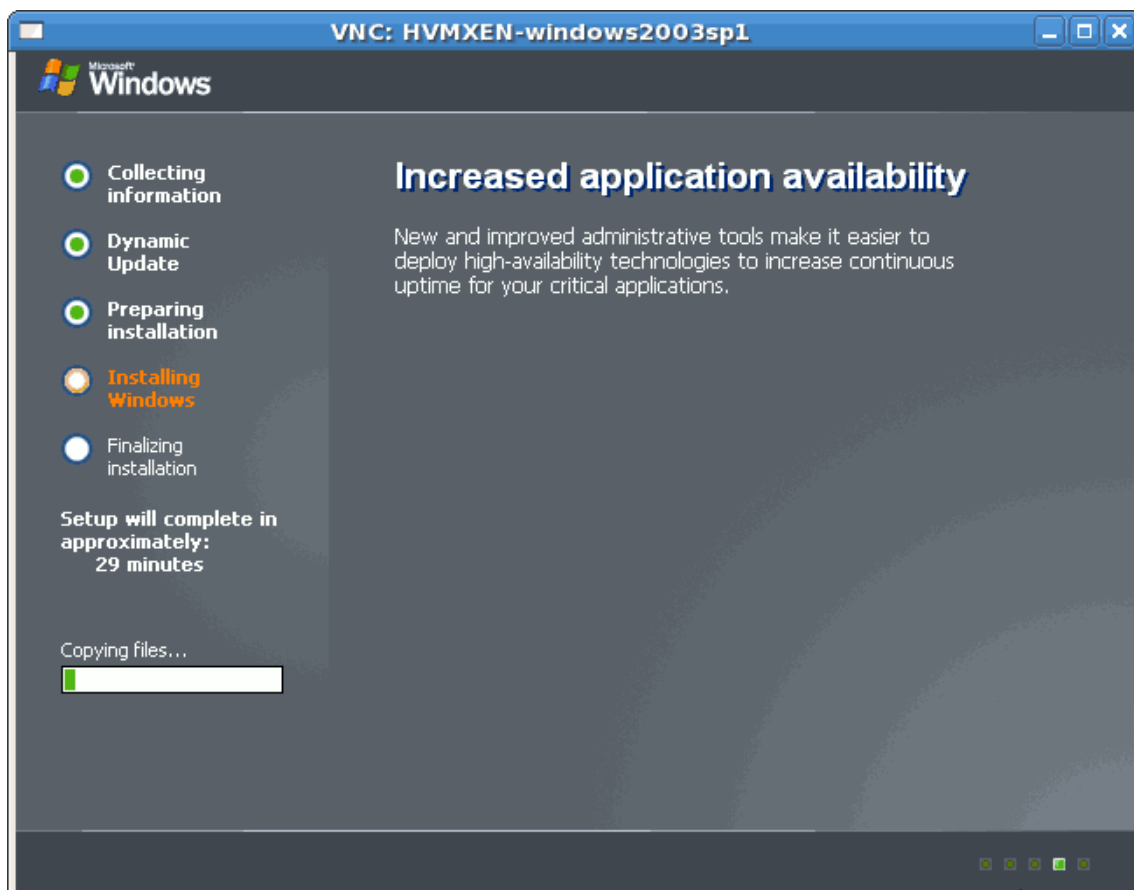 VNC: HVMXEN-windows2003sp1
Microsoft
Windows
Collecting
information
Dynamic
Update
Preparing
installation
Installing
Windows
Finalizing
installation
Setup will complete in
approximately:
29 minutes
Copying files...
Increased application availability
New and improved administrative tools make it easier to
deploy high-availability technologies to increase continuous
uptime for your critical applications.